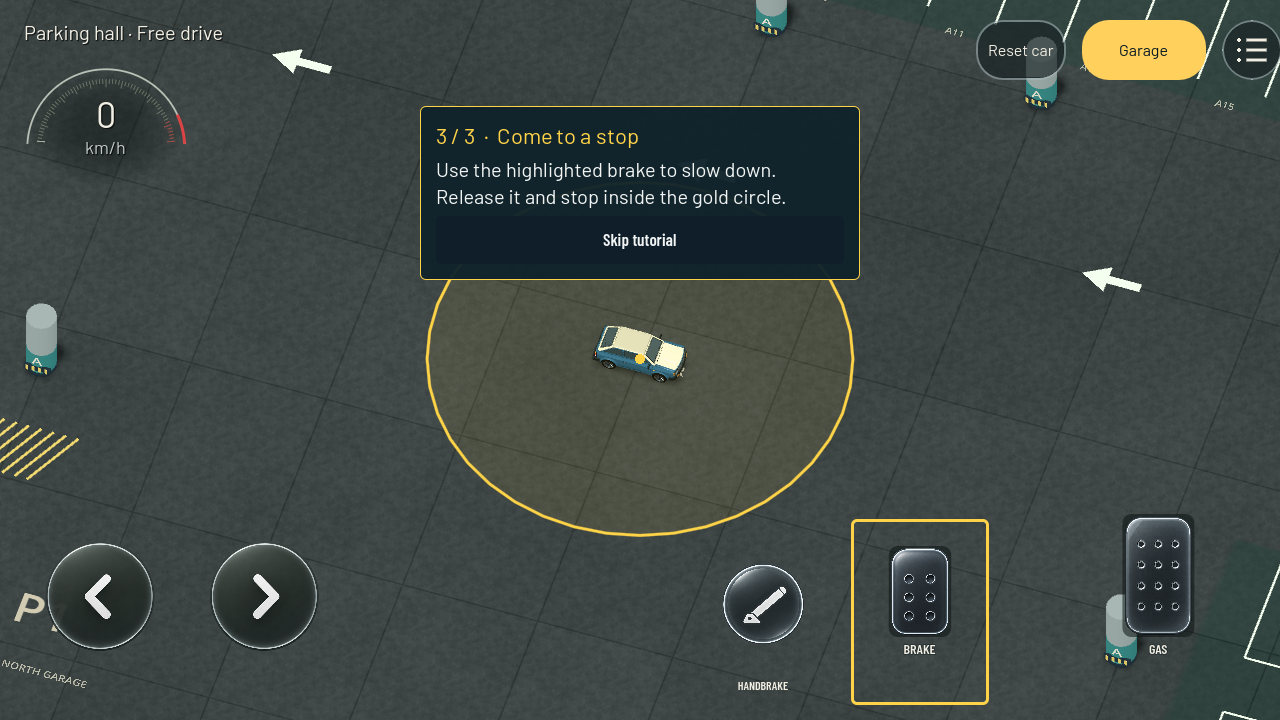 Parking hall · Free drive
0
km/h
A
A11
Reset car
Garage
A
A15
3 / 3 · Come to a stop
Use the highlighted brake to slow down.
Release it and stop inside the gold circle.
Skip tutorial
A
P
NORTH GARAGE
HANDBRAKE
BRAKE
A
GAS